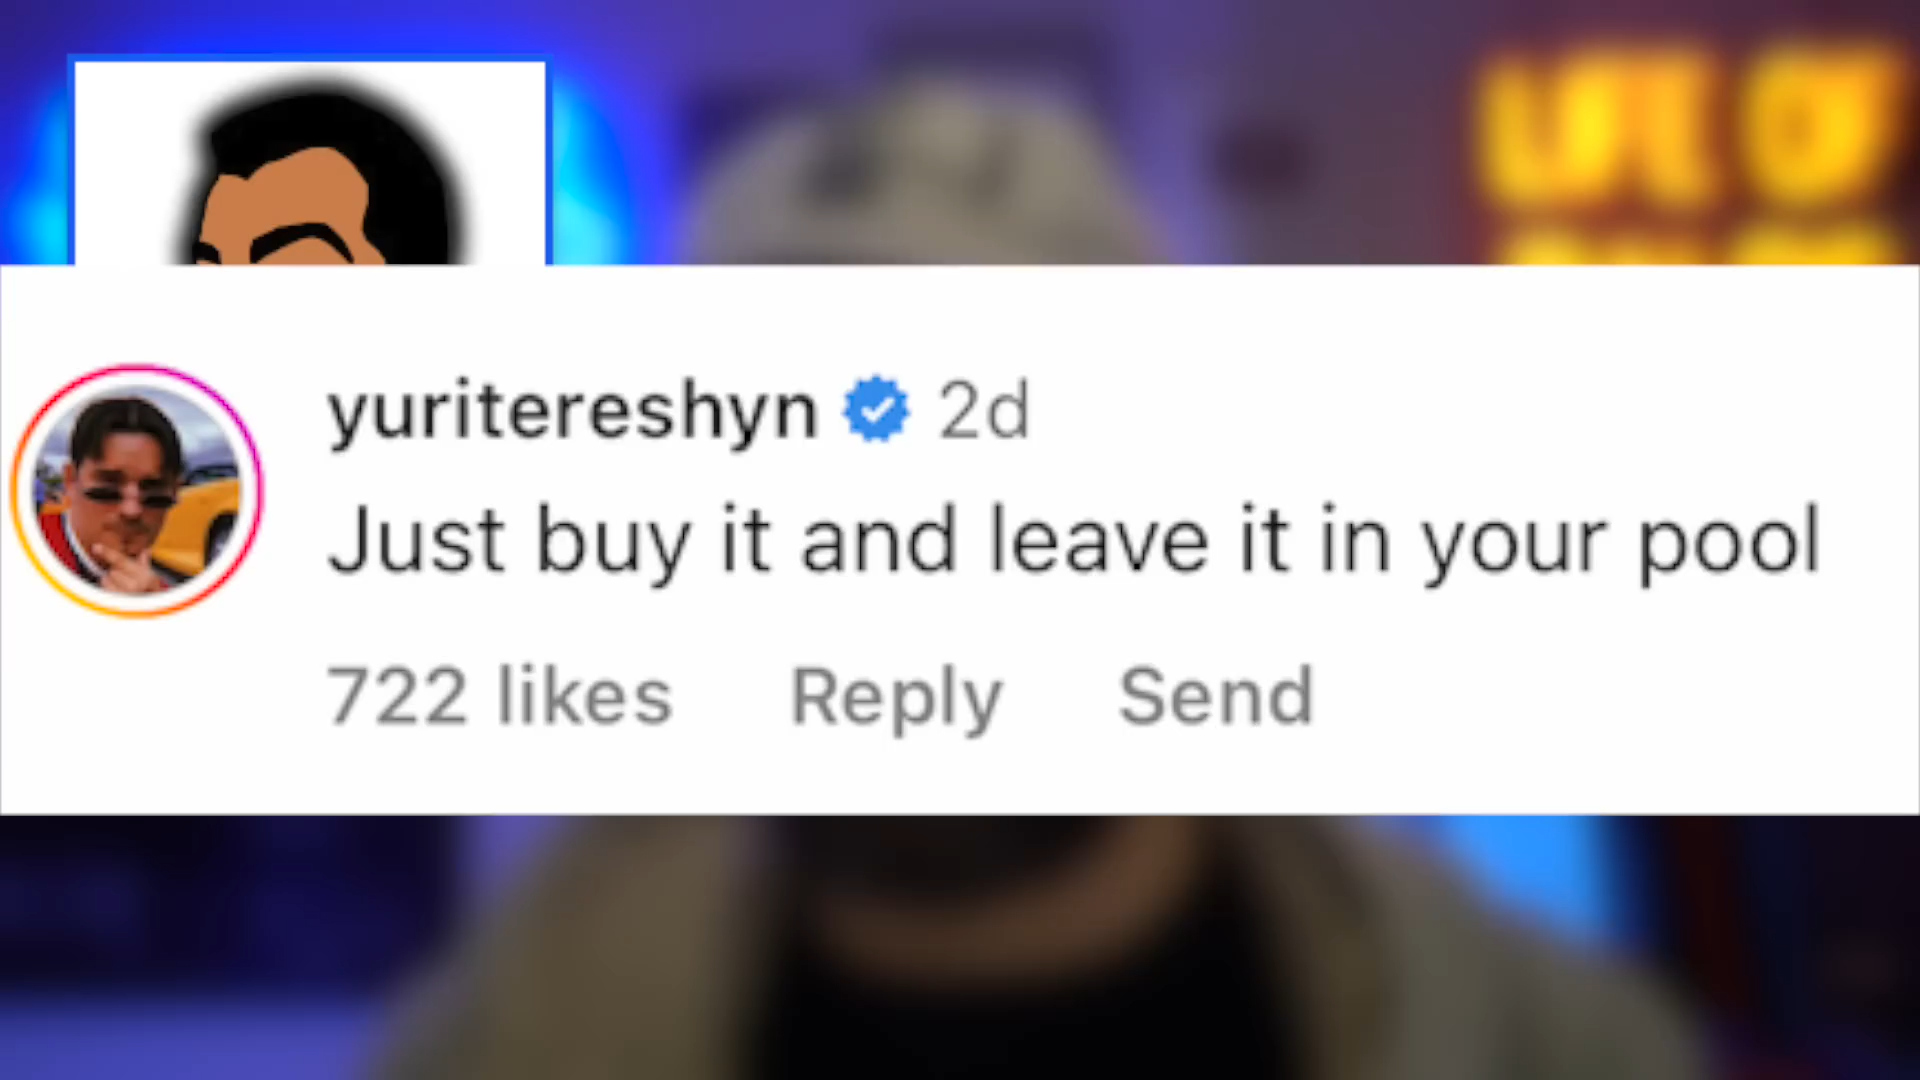 yuritereshyn 2d
Just buy it and leave it in your pool
722 likes Reply Send